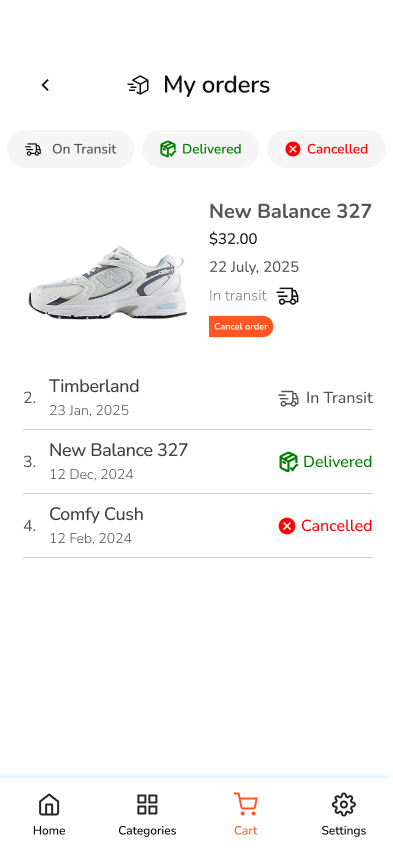 My orders
On Transit
Delivered
Cancelled
New Balance 327
$32.00
22 July, 2025
In transit
Cancel order
2. Timberland
23 Jan, 2025
In Transit
3. New Balance 327
12 Dec, 2024
Delivered
4. Comfy Cush
12 Feb, 2024
Cancelled
Home
Categories
Cart
Settings